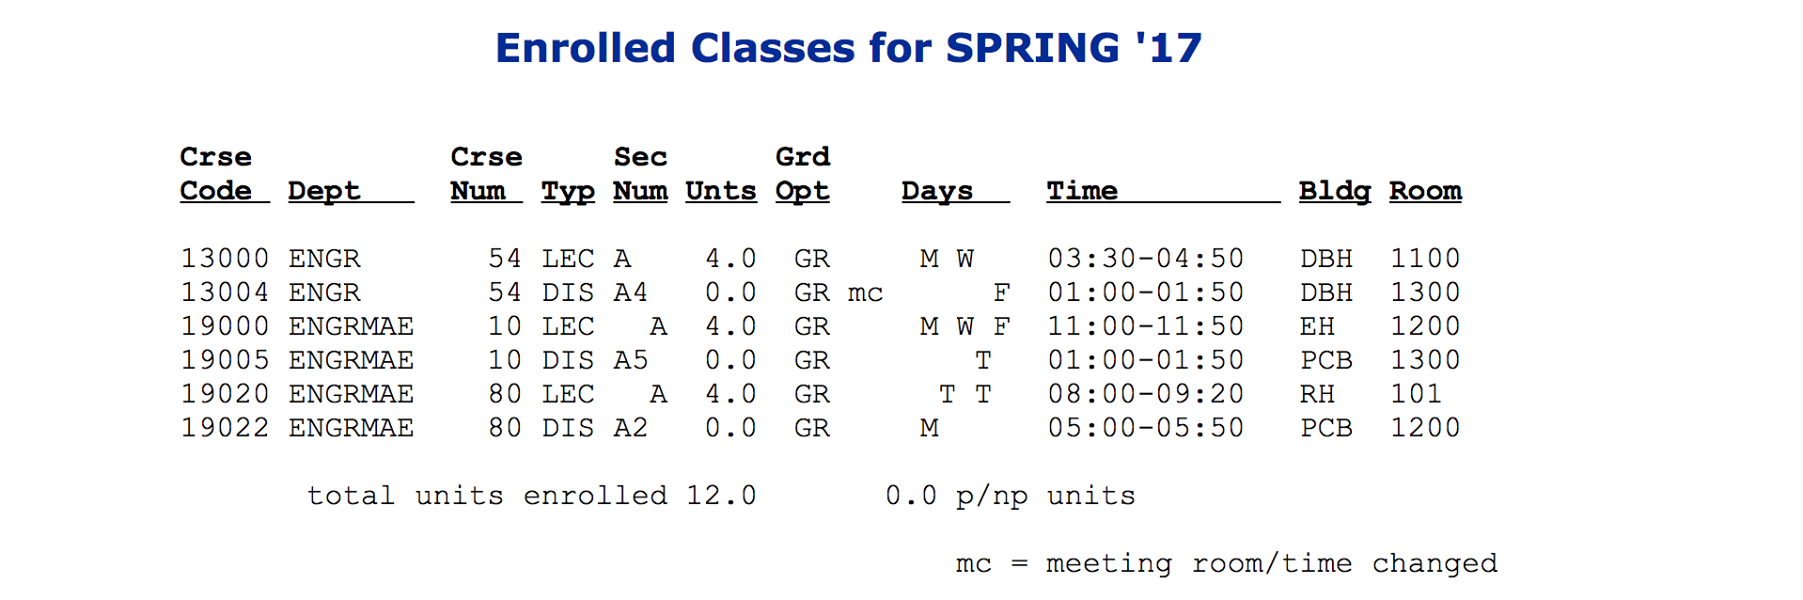 Enrolled Classes for SPRING '17
Crse Crse Sec Grd
Code Dept Num Typ Num Unts Opt Days Time Bldg Room
13000 ENGR 54 LEC A 4.0 GR M W 03:30-04:50 DBH 1100
13004 ENGR 54 DIS A4 0.0 GR mc F 01:00-01:50 DBH 1300
19000 ENGRMAE 10 LEC A 4.0 GR M W F 11:00-11:50 EH 1200
19005 ENGRMAE 10 DIS A5 0.0 GR T 01:00-01:50 PCB 1300
19020 ENGRMAE 80 LEC A 4.0 GR T T 08:00-09:20 RH 101
19022 ENGRMAE 80 DIS A2 0.0 GR M 05:00-05:50 PCB 1200
total units enrolled 12.0 0.0 p/np units
mc = meeting room/time changed